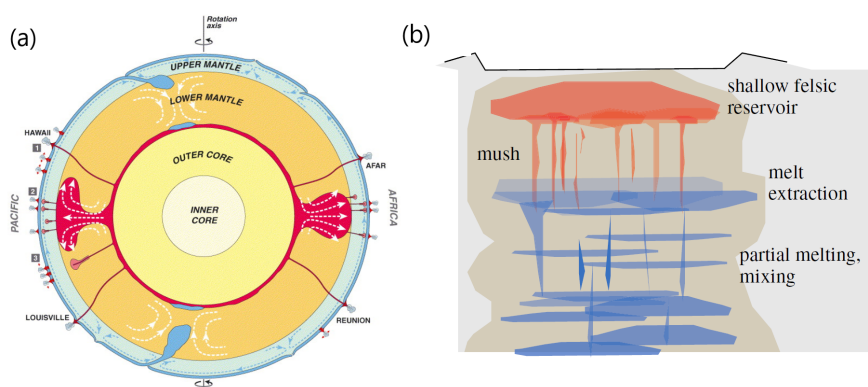 (a)
Rotation
axis
UPPER MANTLE
LOWER MANTLE
OUTER CORE
INNER
CORE
HAWAII
1
2
3
PACIFIC
LOUISVILLE
AFAR
AFRICA
REUNION
(b)
shallow felsic
reservoir
mush
melt
extraction
partial melting,
mixing